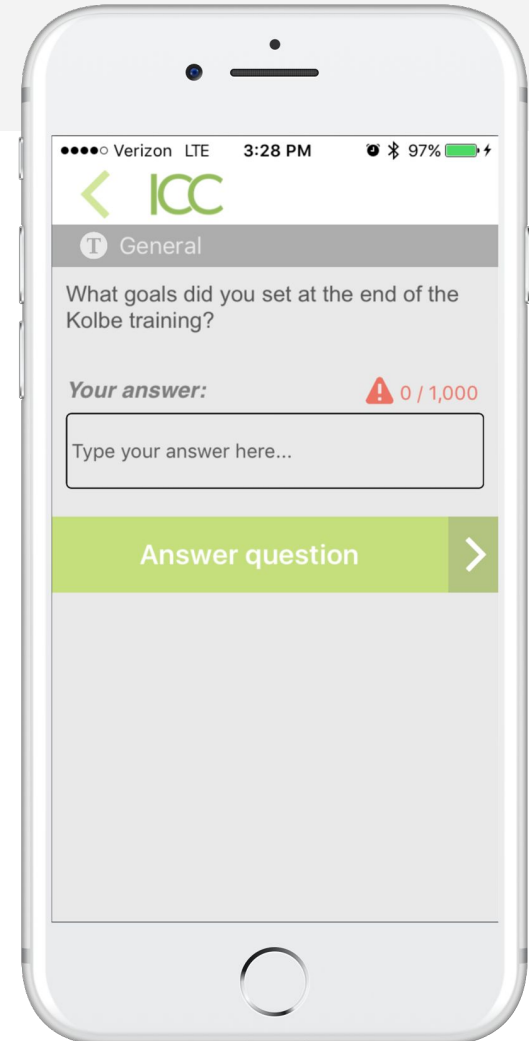 Verizon LTE 3:28 PM 97%
ICC
T General
What goals did you set at the end of the
Kolbe training?
Your answer: 0 / 1,000
Type your answer here...
Answer question